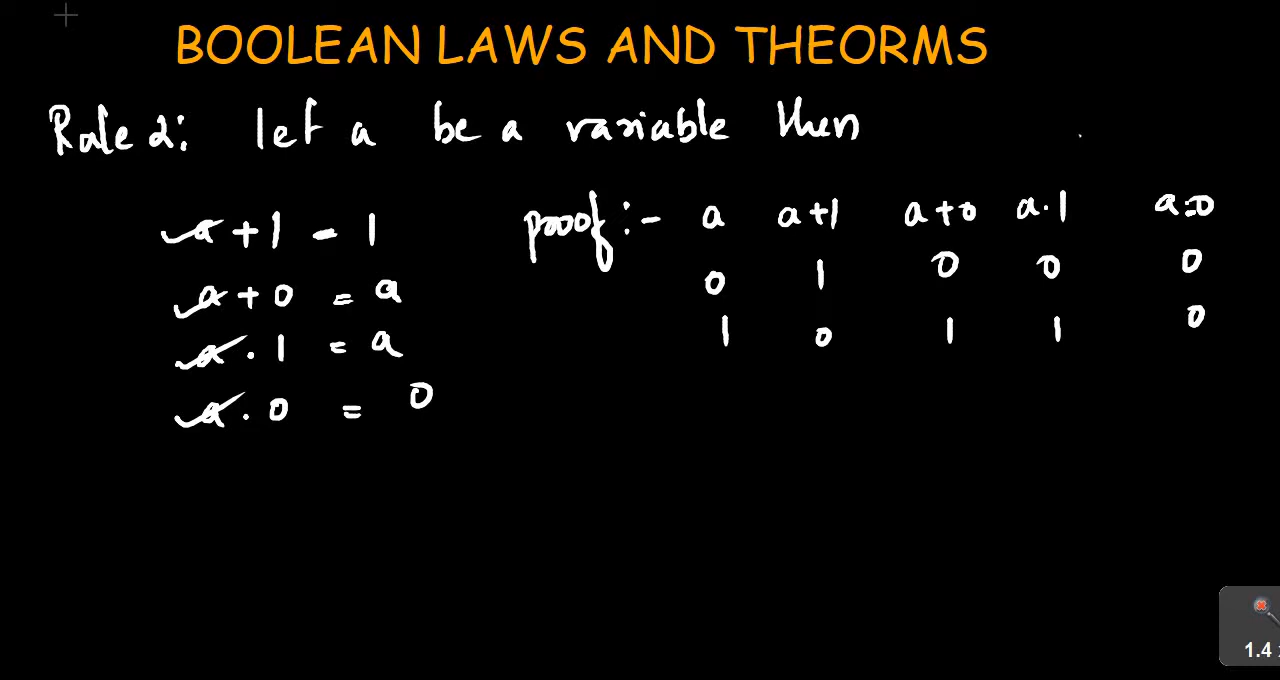 BOOLEAN LAWS AND THEORMS
Rule 2: let a be a variable then
a + 1 = 1
a + 0 = a
a . 1 = a
a . 0 = 0
proof :- a a+1 a+0 a.1 a.0
0 1 0 0 0
1 0 1 1 0
1.4